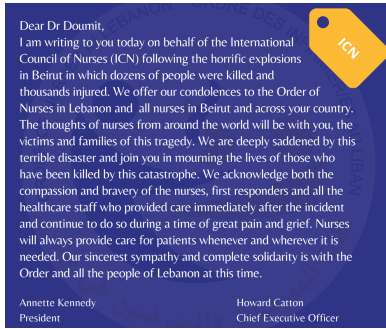 Dear Dr Doumit,
I am writing to you today on behalf of the International
Council of Nurses (ICN) following the horrific explosions
in Beirut in which dozens of people were killed and
thousands injured. We offer our condolences to the Order of
Nurses in Lebanon and all nurses in Beirut and across your country.
The thoughts of nurses from around the world will be with you, the
victims and families of this tragedy. We are deeply saddened by this
terrible disaster and join you in mourning the lives of those who
have been killed by this catastrophe. We acknowledge both the
compassion and bravery of the nurses, first responders and all the
healthcare staff who provided care immediately after the incident
and continue to do so during a time of great pain and grief. Nurses
will always provide care for patients whenever and wherever it is
needed. Our sincerest sympathy and complete solidarity is with the
Order and all the people of Lebanon at this time.
Annette Kennedy
President
Howard Catton
Chief Executive Officer
ICN